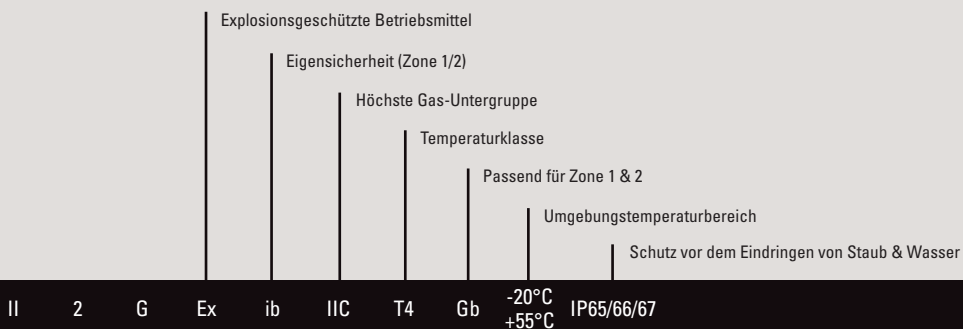 Explosionsgeschützte Betriebsmittel
Eigensicherheit (Zone 1/2)
Höchste Gas-Untergruppe
Temperaturklasse
Passend für Zone 1 & 2
Umgebungstemperaturbereich
Schutz vor dem Eindringen von Staub & Wasser
II 2 G Ex ib IIC T4 Gb -20°C +55°C IP65/66/67